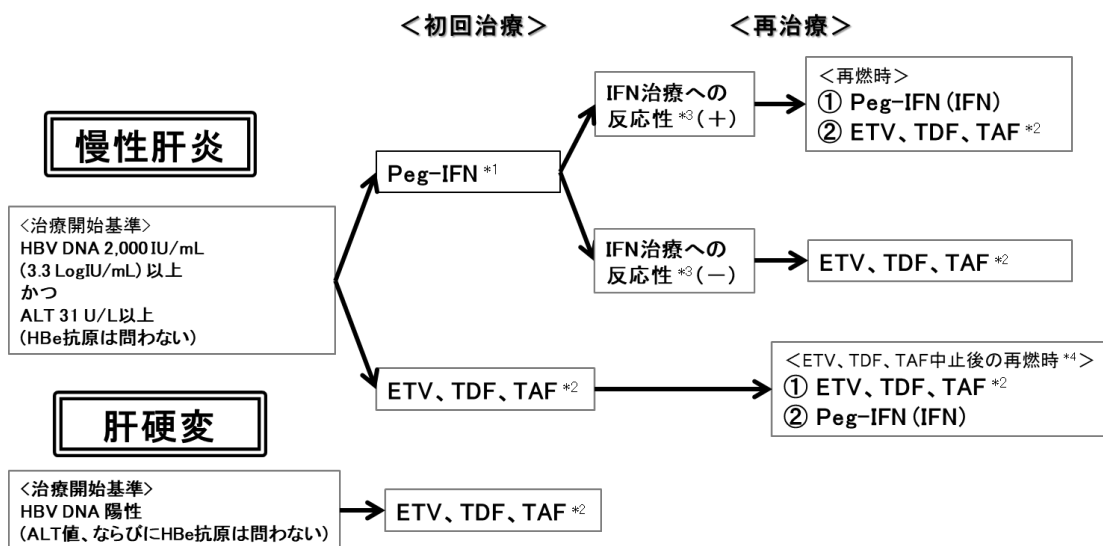 ＜初回治療＞
＜再治療＞
慢性肝炎
＜治療開始基準＞
HBV DNA 2,000 IU/mL
(3.3 LogIU/mL) 以上
かつ
ALT 31 U/L以上
(HBe抗原は問わない)
Peg-IFN *1
IFN治療への
反応性 *3 (＋)
＜再燃時＞
① Peg-IFN (IFN)
② ETV、TDF、TAF *2
IFN治療への
反応性 *3 (－)
ETV、TDF、TAF *2
ETV、TDF、TAF *2
＜ETV、TDF、TAF中止後の再燃時 *4＞
① ETV、TDF、TAF *2
② Peg-IFN (IFN)
肝硬変
＜治療開始基準＞
HBV DNA 陽性
(ALT値、ならびにHBe抗原は問わない)
ETV、TDF、TAF *2